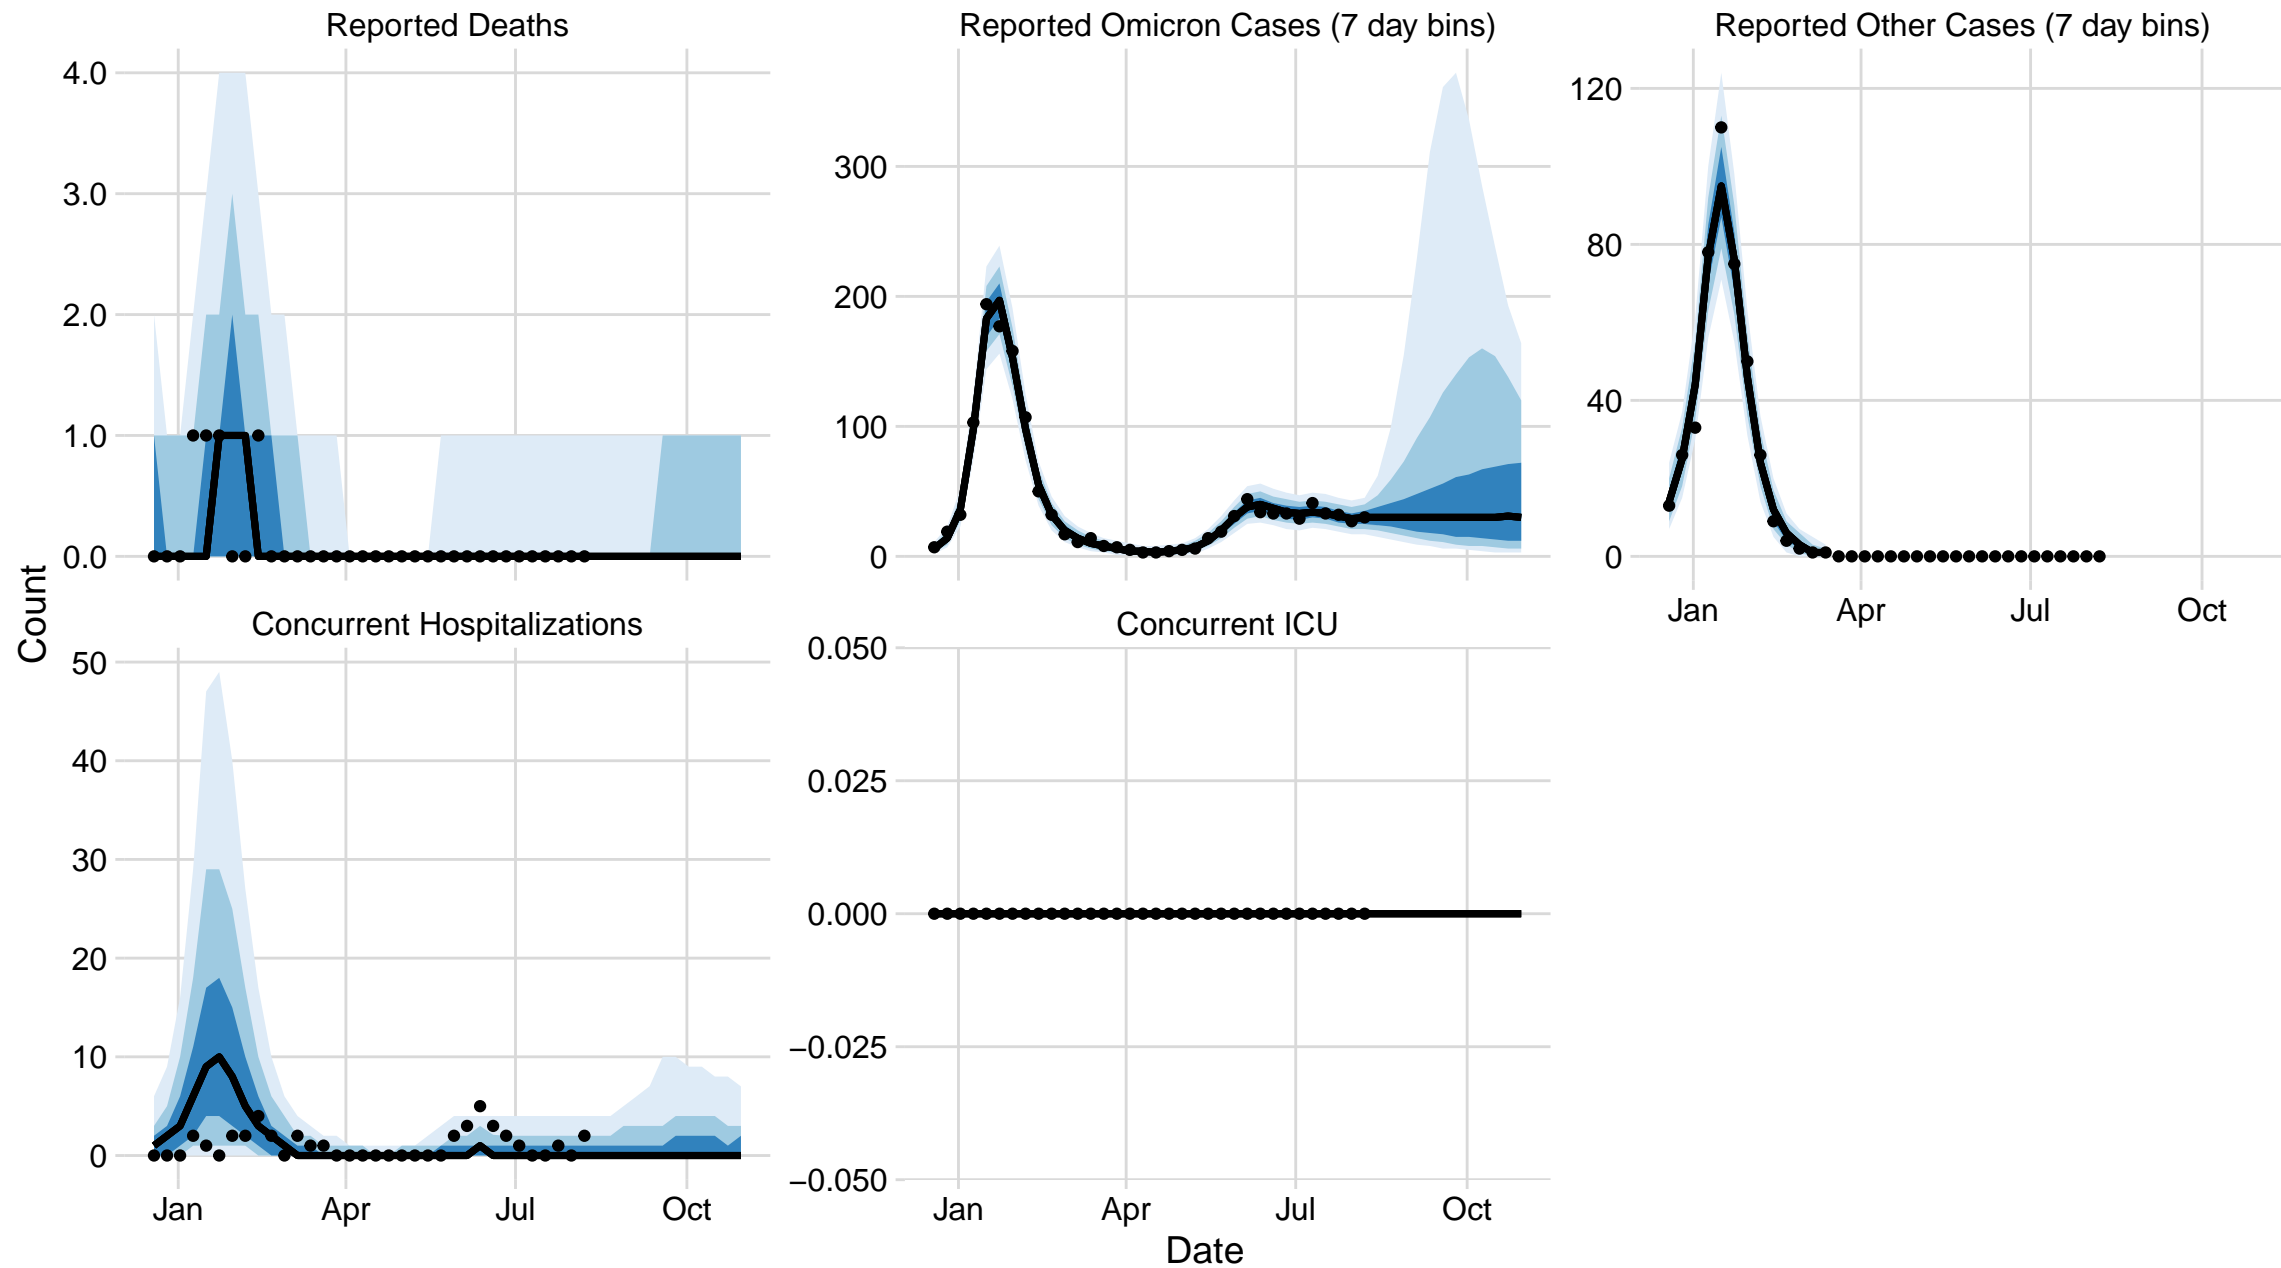 Reported Deaths
4.0
3.0
2.0
1.0
0.0
Reported Omicron Cases (7 day bins)
300
200
100
0
Reported Other Cases (7 day bins)
120
80
40
0
Jan Apr Jul Oct
Count
Concurrent Hospitalizations
50
40
30
20
10
0
Jan Apr Jul Oct
Concurrent ICU
0.050
0.025
0.000
−0.025
−0.050
Jan Apr Jul Oct
Date